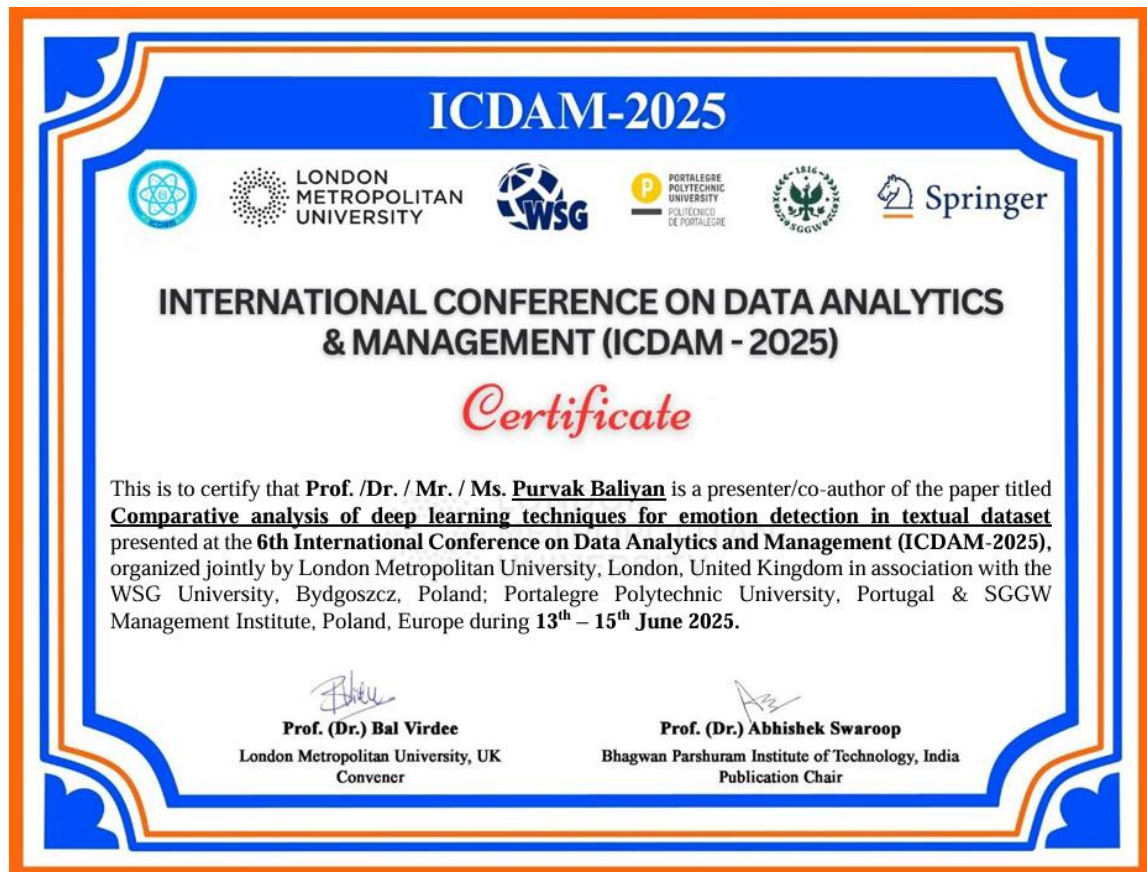 ICDAM-2025
LONDON
METROPOLITAN
UNIVERSITY
WSG
P
PORTALEGRE
POLYTECHNIC
UNIVERSITY
POLITÉCNICO
DE PORTALEGRE
1816
SGGW
Springer
INTERNATIONAL CONFERENCE ON DATA ANALYTICS
& MANAGEMENT (ICDAM - 2025)
Certificate
This is to certify that Prof. /Dr. / Mr. / Ms. Purvak Baliyan is a presenter/co-author of the paper titled
Comparative analysis of deep learning techniques for emotion detection in textual dataset
presented at the 6th International Conference on Data Analytics and Management (ICDAM-2025),
organized jointly by London Metropolitan University, London, United Kingdom in association with the
WSG University, Bydgoszcz, Poland; Portalegre Polytechnic University, Portugal & SGGW
Management Institute, Poland, Europe during 13th – 15th June 2025.
Prof. (Dr.) Bal Virdee
London Metropolitan University, UK
Convener
Prof. (Dr.) Abhishek Swaroop
Bhagwan Parshuram Institute of Technology, India
Publication Chair